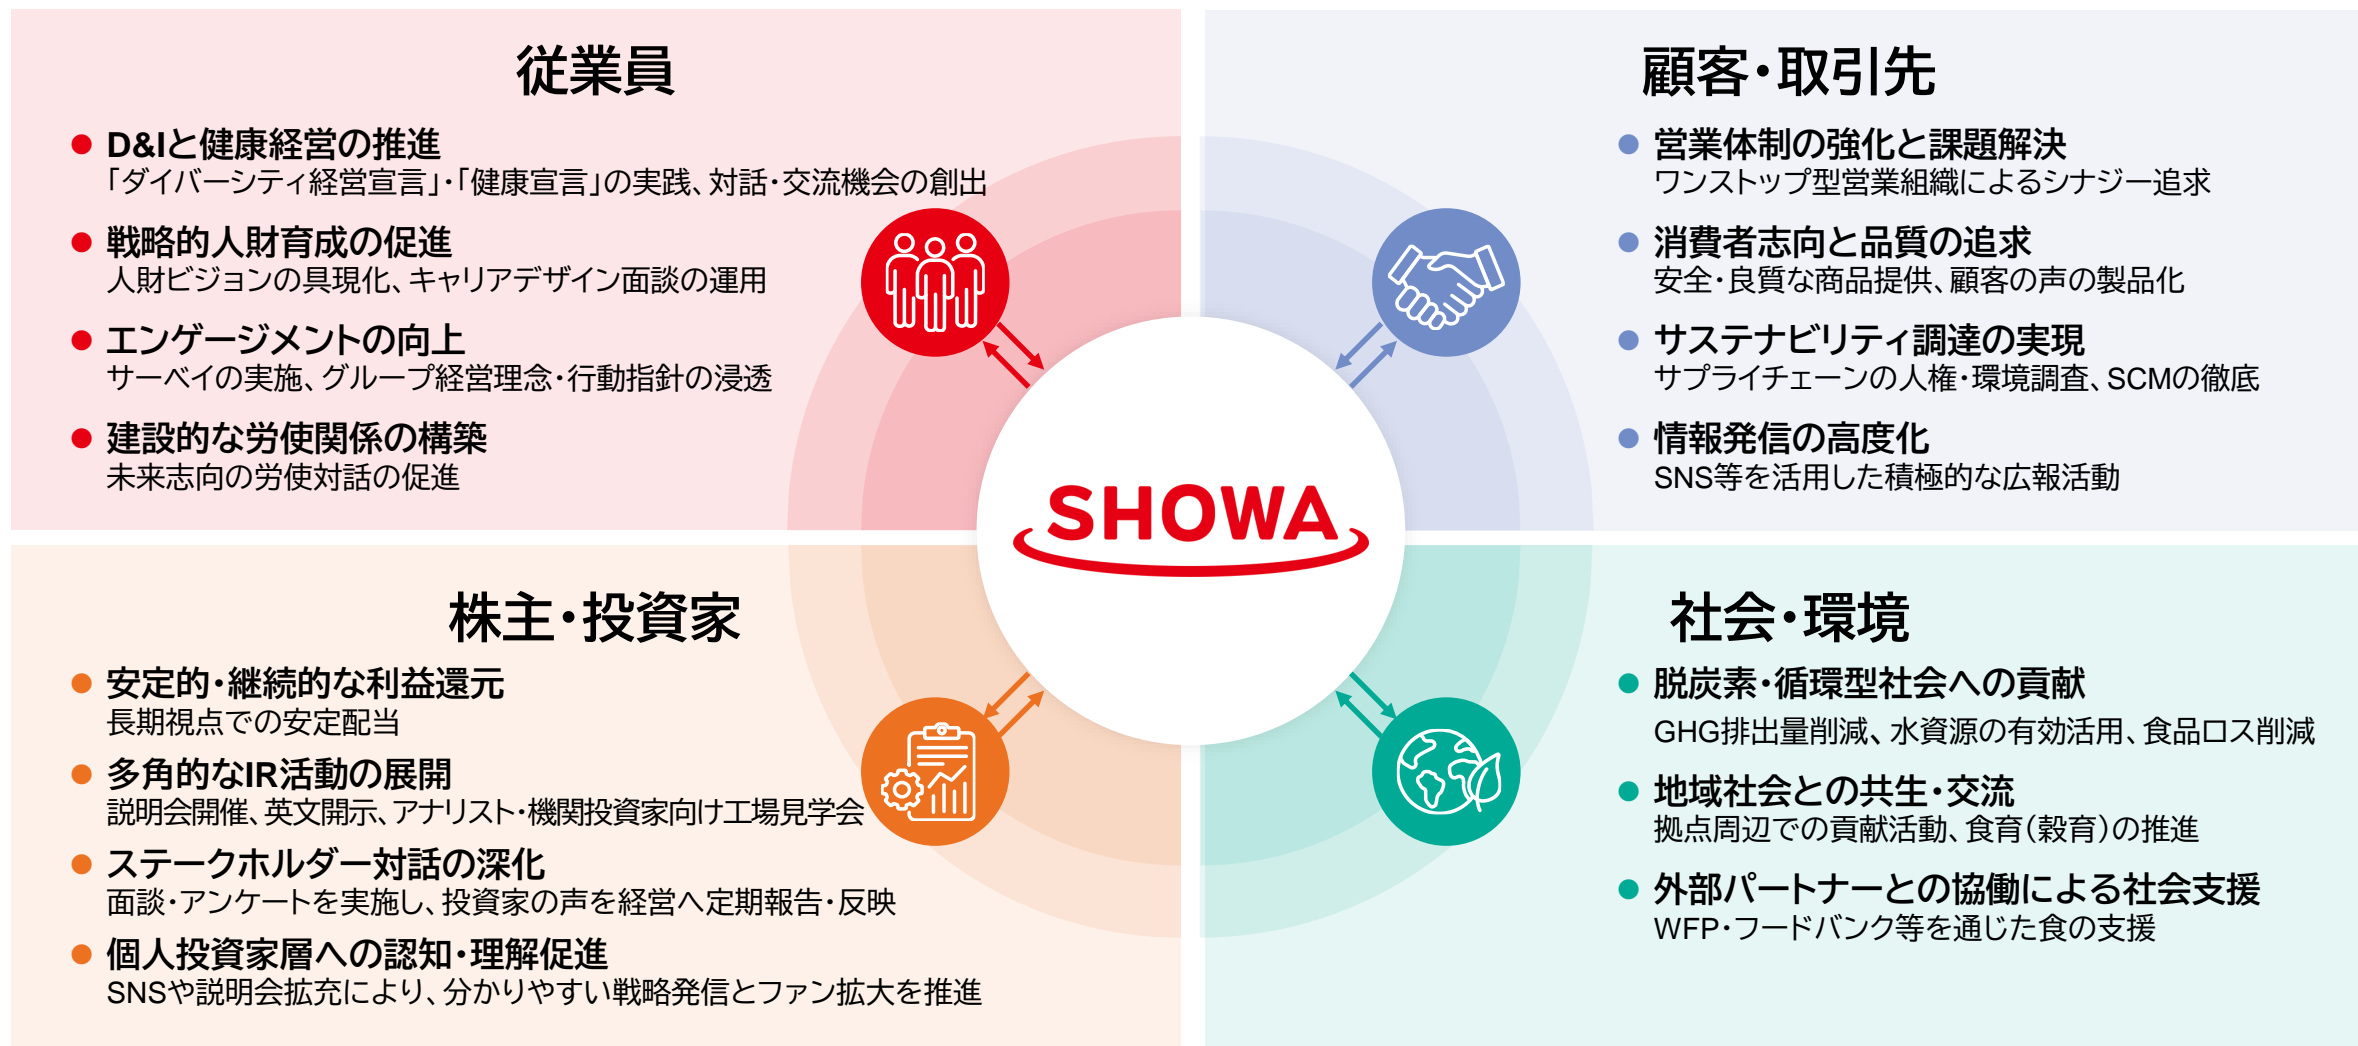 従業員
D&Iと健康経営の推進
「ダイバーシティ経営宣言」・「健康宣言」の実践、対話・交流機会の創出
戦略的人財育成の促進
人財ビジョンの具現化、キャリアデザイン面談の運用
エンゲージメントの向上
サーベイの実施、グループ経営理念・行動指針の浸透
建設的な労使関係の構築
未来志向の労使対話の促進
顧客・取引先
営業体制の強化と課題解決
ワンストップ型営業組織によるシナジー追求
消費者志向と品質の追求
安全・良質な商品提供、顧客の声の製品化
サステナビリティ調達の実現
サプライチェーンの人権・環境調査、SCMの徹底
情報発信の高度化
SNS等を活用した積極的な広報活動
SHOWA
株主・投資家
安定的・継続的な利益還元
長期視点での安定配当
多角的なIR活動の展開
説明会開催、英文開示、アナリスト・機関投資家向け工場見学会
ステークホルダー対話の深化
面談・アンケートを実施し、投資家の声を経営へ定期報告・反映
個人投資家層への認知・理解促進
SNSや説明会拡充により、分かりやすい戦略発信とファン拡大を推進
社会・環境
脱炭素・循環型社会への貢献
GHG排出量削減、水資源の有効活用、食品ロス削減
地域社会との共生・交流
拠点周辺での貢献活動、食育（穀育）の推進
外部パートナーとの協働による社会支援
WFP・フードバンク等を通じた食の支援